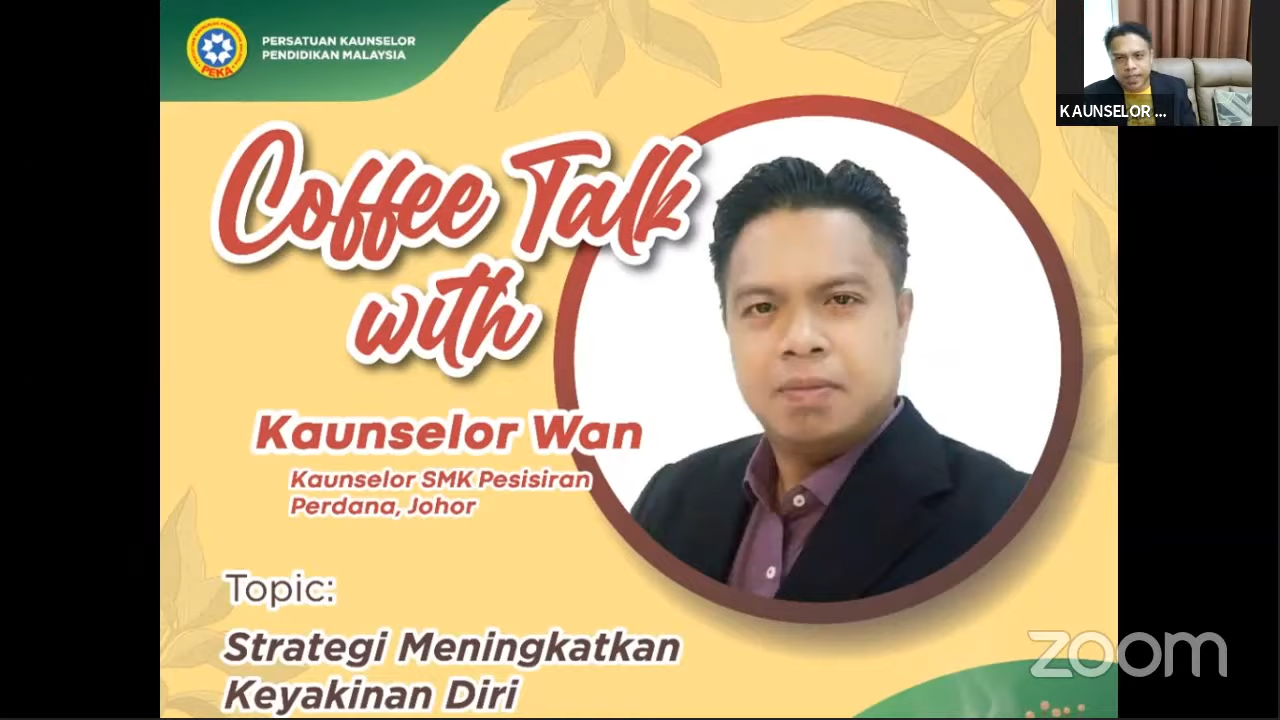 PERSATUAN KAUNSELOR
PENDIDIKAN MALAYSIA
PEKA
KAUNSELOR ...
Coffee Talk
with
Kaunselor Wan
Kaunselor SMK Pesisiran
Perdana, Johor
Topic:
Strategi Meningkatkan
Keyakinan Diri
zoom